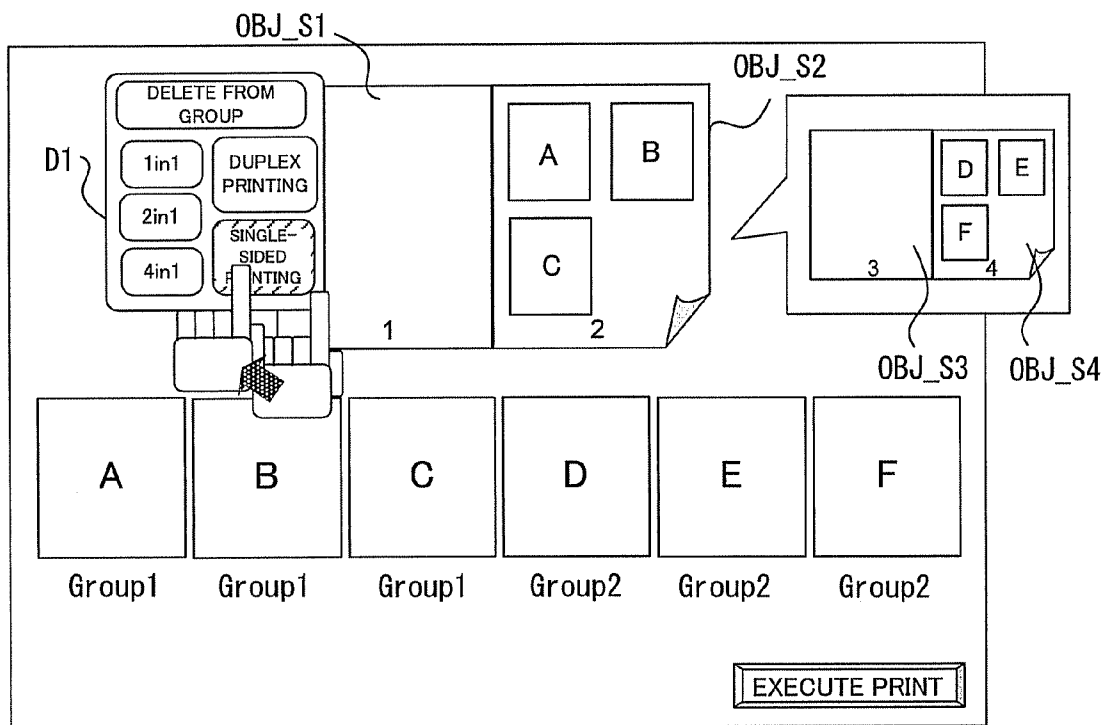 OBJ_S1
OBJ_S2
DELETE FROM
GROUP
D1
1in1
DUPLEX
PRINTING
2in1
SINGLE-
SIDED
PRINTING
4in1
A
B
C
D
E
F
1
2
3
4
OBJ_S3
OBJ_S4
A
B
C
D
E
F
Group1
Group1
Group1
Group2
Group2
Group2
EXECUTE PRINT